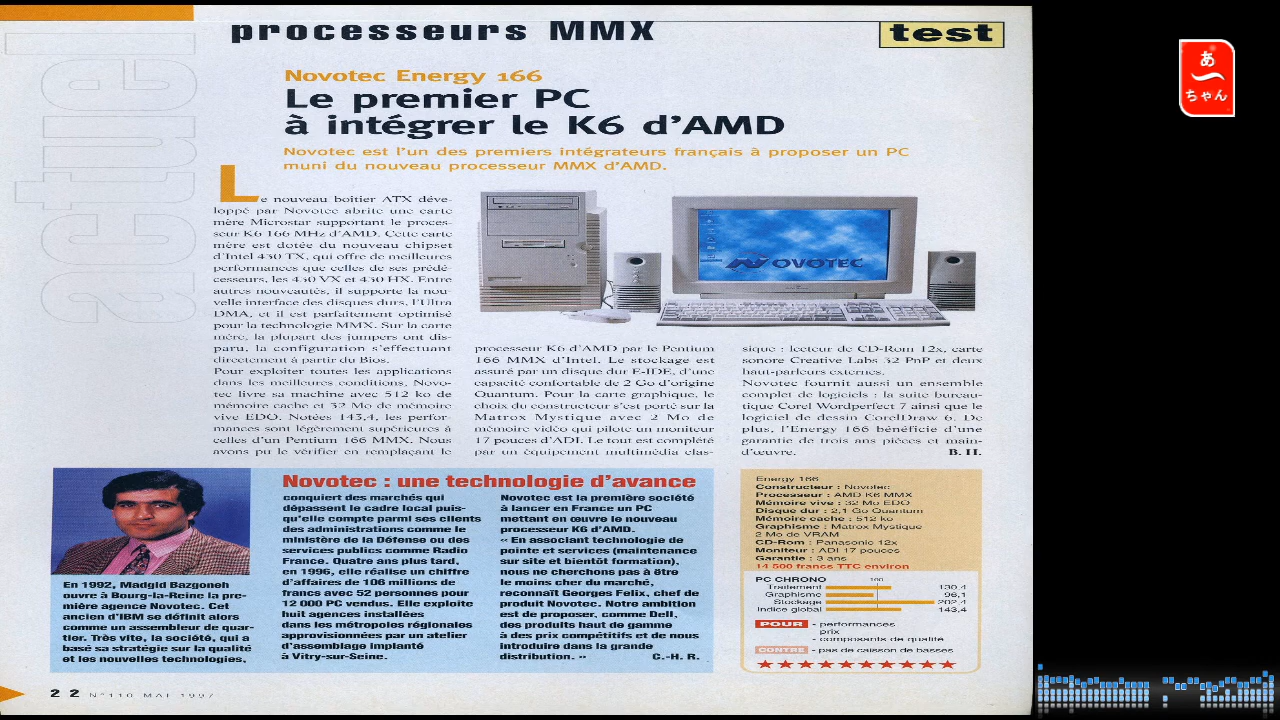 actuel
processeurs MMX
test
Novotec Energy 166
Le premier PC
à intégrer le K6 d'AMD
Novotec est l'un des premiers intégrateurs français à proposer un PC
muni du nouveau processeur MMX d'AMD.
Le nouveau boîtier ATX déve-
loppé par Novotec abrite une carte
mère Microstar supportant le proces-
seur K6 166 MHz d'AMD. Cette carte
mère est dotée du nouveau chipset
d'Intel 430 TX, qui offre de meilleures
performances que celles de ses prédé-
cesseurs, les 430 VX et 430 HX. Entre
autres nouveautés, il supporte la nou-
velle interface des disques durs, l'Ultra
DMA, et il est parfaitement optimisé
pour la technologie MMX. Sur la carte
mère, la plupart des jumpers ont dis-
paru, la configuration s'effectuant
directement à partir du Bios.
Pour exploiter toutes les applications
dans les meilleures conditions, Novo-
tec livre sa machine avec 512 ko de
mémoire cache et 32 Mo de mémoire
vive EDO. Notées 143,4, les perfor-
mances sont légèrement supérieures à
celles d'un Pentium 166 MMX. Nous
avons pu le vérifier en remplaçant le
NOVOTEC
processeur K6 d'AMD par le Pentium
166 MMX d'Intel. Le stockage est
assuré par un disque dur E-IDE, d'une
capacité confortable de 2 Go d'origine
Quantum. Pour la carte graphique, le
choix du constructeur s'est porté sur la
Matrox Mystique avec 2 Mo de
mémoire vidéo qui pilote un moniteur
17 pouces d'ADI. Le tout est complété
par un équipement multimédia clas-
sique : lecteur de CD-Rom 12x, carte
sonore Creative Labs 32 PnP et deux
haut-parleurs externes.
Novotec fournit aussi un ensemble
complet de logiciels : la suite bureau-
tique Corel Wordperfect 7 ainsi que le
logiciel de dessin CorelDraw 6. De
plus, l'Energy 166 bénéficie d'une
garantie de trois ans pièces et main-
d'œuvre. B. H.
Novotec : une technologie d'avance
En 1992, Madgid Bazgoneh
ouvre à Bourg-la-Reine la pre-
mière agence Novotec. Cet
ancien d'IBM se définit alors
comme un assembleur de quar-
tier. Très vite, la société, qui a
basé sa stratégie sur la qualité
et les nouvelles technologies,
conquiert des marchés qui
dépassent le cadre local puis-
qu'elle compte parmi ses clients
des administrations comme le
ministère de la Défense ou des
services publics comme Radio
France. Quatre ans plus tard,
en 1996, elle réalise un chiffre
d'affaires de 106 millions de
francs avec 52 personnes pour
12 000 PC vendus. Elle exploite
huit agences installées
dans les métropoles régionales
approvisionnées par un atelier
d'assemblage implanté
à Vitry-sur-Seine.
Novotec est la première société
à lancer en France un PC
mettant en œuvre le nouveau
processeur K6 d'AMD.
« En associant technologie de
pointe et services (maintenance
sur site et bientôt formation),
nous ne cherchons pas à être
le moins cher du marché,
reconnaît Georges Felix, chef de
produit Novotec. Notre ambition
est de proposer, comme Dell,
des produits haut de gamme
à des prix compétitifs et de nous
introduire dans la grande
distribution. » C.-H. R.
Energy 166
Constructeur : Novotec
Processeur : AMD K6 MMX
Mémoire vive : 32 Mo EDO
Disque dur : 2,1 Go Quantum
Mémoire cache : 512 ko
Graphisme : Matrox Mystique
2 Mo de VRAM
CD-Rom : Panasonic 12x
Moniteur : ADI 17 pouces
Garantie : 3 ans
14 500 francs TTC environ
PC CHRONO 100
Traitement 130,4
Graphisme 96,1
Stockage 202,4
Indice global 143,4
POUR - performances
- prix
- composants de qualité
CONTRE - pas de caisson de basses
22 N°110 MAI 1997
あーちゃん